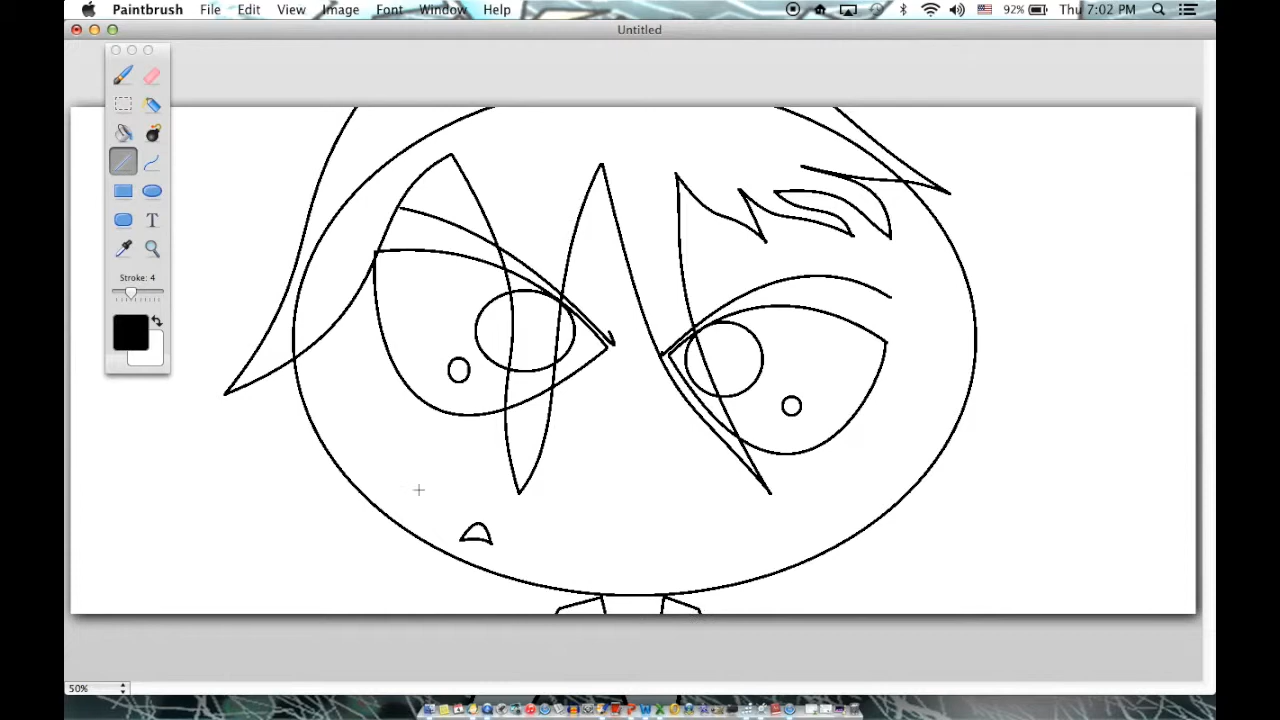 Paintbrush File Edit View Image Font Window Help 92% Thu 7:02 PM
Untitled
T
Stroke: 4
50%